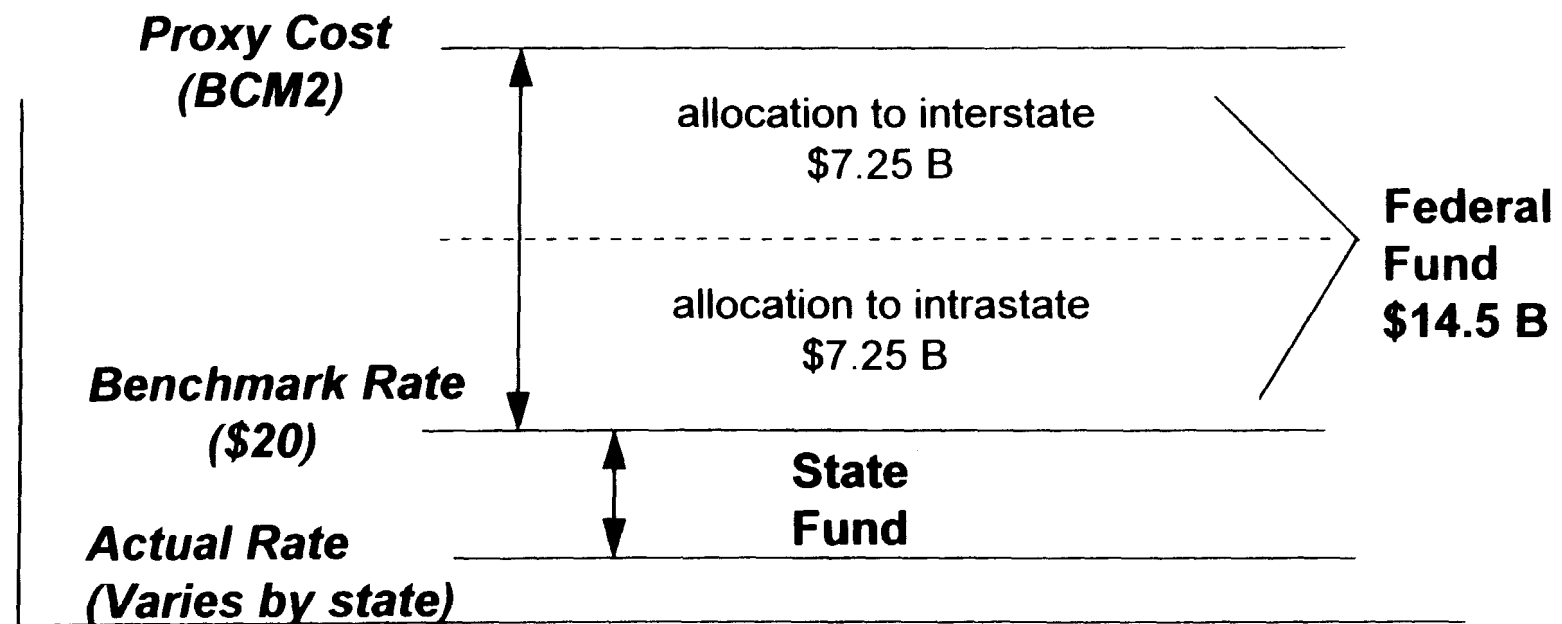 Proxy Cost
(BCM2)
allocation to interstate
$7.25 B
Federal
Fund
$14.5 B
allocation to intrastate
$7.25 B
Benchmark Rate
($20)
State
Fund
Actual Rate
(Varies by state)